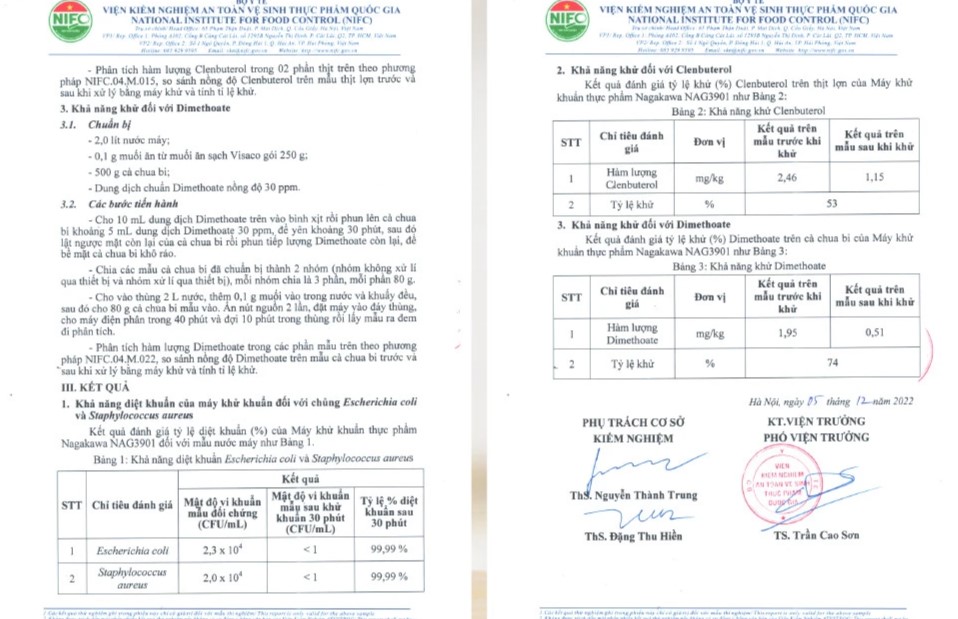 BỘ Y TẾ
VIỆN KIỂM NGHIỆM AN TOÀN VỆ SINH THỰC PHẨM QUỐC GIA
NATIONAL INSTITUTE FOR FOOD CONTROL (NIFC)
NIFC
- Phân tích hàm lượng Clenbuterol trong 02 phần thịt trên theo phương
pháp NIFC.04.M.015, so sánh nồng độ Clenbuterol trên mẫu thịt lợn trước và
sau khi xử lý bằng máy khử và tính tỉ lệ khử.
3. Khả năng khử đối với Dimethoate
3.1. Chuẩn bị
- 2,0 lít nước máy;
- 0,1 g muối ăn từ muối ăn sạch Visaco gói 250 g;
- 500 g cà chua bi;
- Dung dịch chuẩn Dimethoate nồng độ 30 ppm.
3.2. Các bước tiến hành
- Cho 10 mL dung dịch Dimethoate trên vào bình xịt rồi phun lên cà chua
bi khoảng 5 mL dung dịch Dimethoate 30 ppm, để yên khoảng 30 phút, sau đó
lật ngược mặt còn lại của cà chua bi rồi phun tiếp lượng Dimethoate còn lại, để
bề mặt cà chua bi khô ráo.
- Chia các mẫu cà chua bi đã chuẩn bị thành 2 nhóm (nhóm không xử lí
qua thiết bị và nhóm xử lí qua thiết bị), mỗi nhóm chia là 3 phần, mỗi phần 80 g.
- Cho vào thùng 2 L nước, thêm 0,1 g muối vào trong nước và khuấy đều,
sau đó cho 80 g cà chua bi mẫu vào. Ấn nút nguồn 2 lần, đặt máy vào đáy thùng,
cho máy điện phân trong 40 phút và đợi 10 phút trong thùng rồi lấy mẫu ra đem
đi phân tích.
- Phân tích hàm lượng Dimethoate trong các phần mẫu trên theo phương
pháp NIFC.04.M.022, so sánh nồng độ Dimethoate trên mẫu cà chua bi trước và
sau khi xử lý bằng máy khử và tính tỉ lệ khử.
III. KẾT QUẢ
1. Khả năng diệt khuẩn của máy khử khuẩn đối với chủng Escherichia coli
và Staphylococcus aureus
Kết quả đánh giá tỷ lệ diệt khuẩn (%) của Máy khử khuẩn thực phẩm
Nagakawa NAG3901 đối với mẫu nước máy như Bảng 1.
Bảng 1: Khả năng diệt khuẩn Escherichia coli và Staphylococcus aureus
Kết quả
STT Chỉ tiêu đánh giá Mật độ vi khuẩn mẫu đối chứng (CFU/mL) Mật độ vi khuẩn mẫu sau khử khuẩn 30 phút (CFU/mL) Tỷ lệ % diệt khuẩn sau 30 phút
1 Escherichia coli 2,3 x 10⁴ < 1 99,99 %
2 Staphylococcus aureus 2,0 x 10⁴ < 1 99,99 %
VIỆN KIỂM NGHIỆM AN TOÀN VỆ SINH THỰC PHẨM QUỐC GIA
NATIONAL INSTITUTE FOR FOOD CONTROL (NIFC)
NIFC
2. Khả năng khử đối với Clenbuterol
Kết quả đánh giá tỷ lệ khử (%) Clenbuterol trên thịt lợn của Máy khử
khuẩn thực phẩm Nagakawa NAG3901 như Bảng 2:
Bảng 2: Khả năng khử Clenbuterol
STT Chỉ tiêu đánh giá Đơn vị Kết quả trên mẫu trước khi khử Kết quả trên mẫu sau khi khử
1 Hàm lượng Clenbuterol mg/kg 2,46 1,15
2 Tỷ lệ khử % 53
3. Khả năng khử đối với Dimethoate
Kết quả đánh giá tỷ lệ khử (%) Dimethoate trên cà chua bi của Máy khử
khuẩn thực phẩm Nagakawa NAG3901 như Bảng 3:
Bảng 3: Khả năng khử Dimethoate
STT Chỉ tiêu đánh giá Đơn vị Kết quả trên mẫu trước khi khử Kết quả trên mẫu sau khi khử
1 Hàm lượng Dimethoate mg/kg 1,95 0,51
2 Tỷ lệ khử % 74
Hà nội, ngày 05 tháng 12 năm 2022
PHỤ TRÁCH CƠ SỞ
KIỂM NGHIỆM
KT.VIỆN TRƯỞNG
PHÓ VIỆN TRƯỞNG
VIỆN
KIỂM NGHIỆM
AN TOÀN VỆ SINH
THỰC PHẨM
QUỐC GIA
ThS. Nguyễn Thành Trung
ThS. Đặng Thu Hiền
TS. Trần Cao Sơn